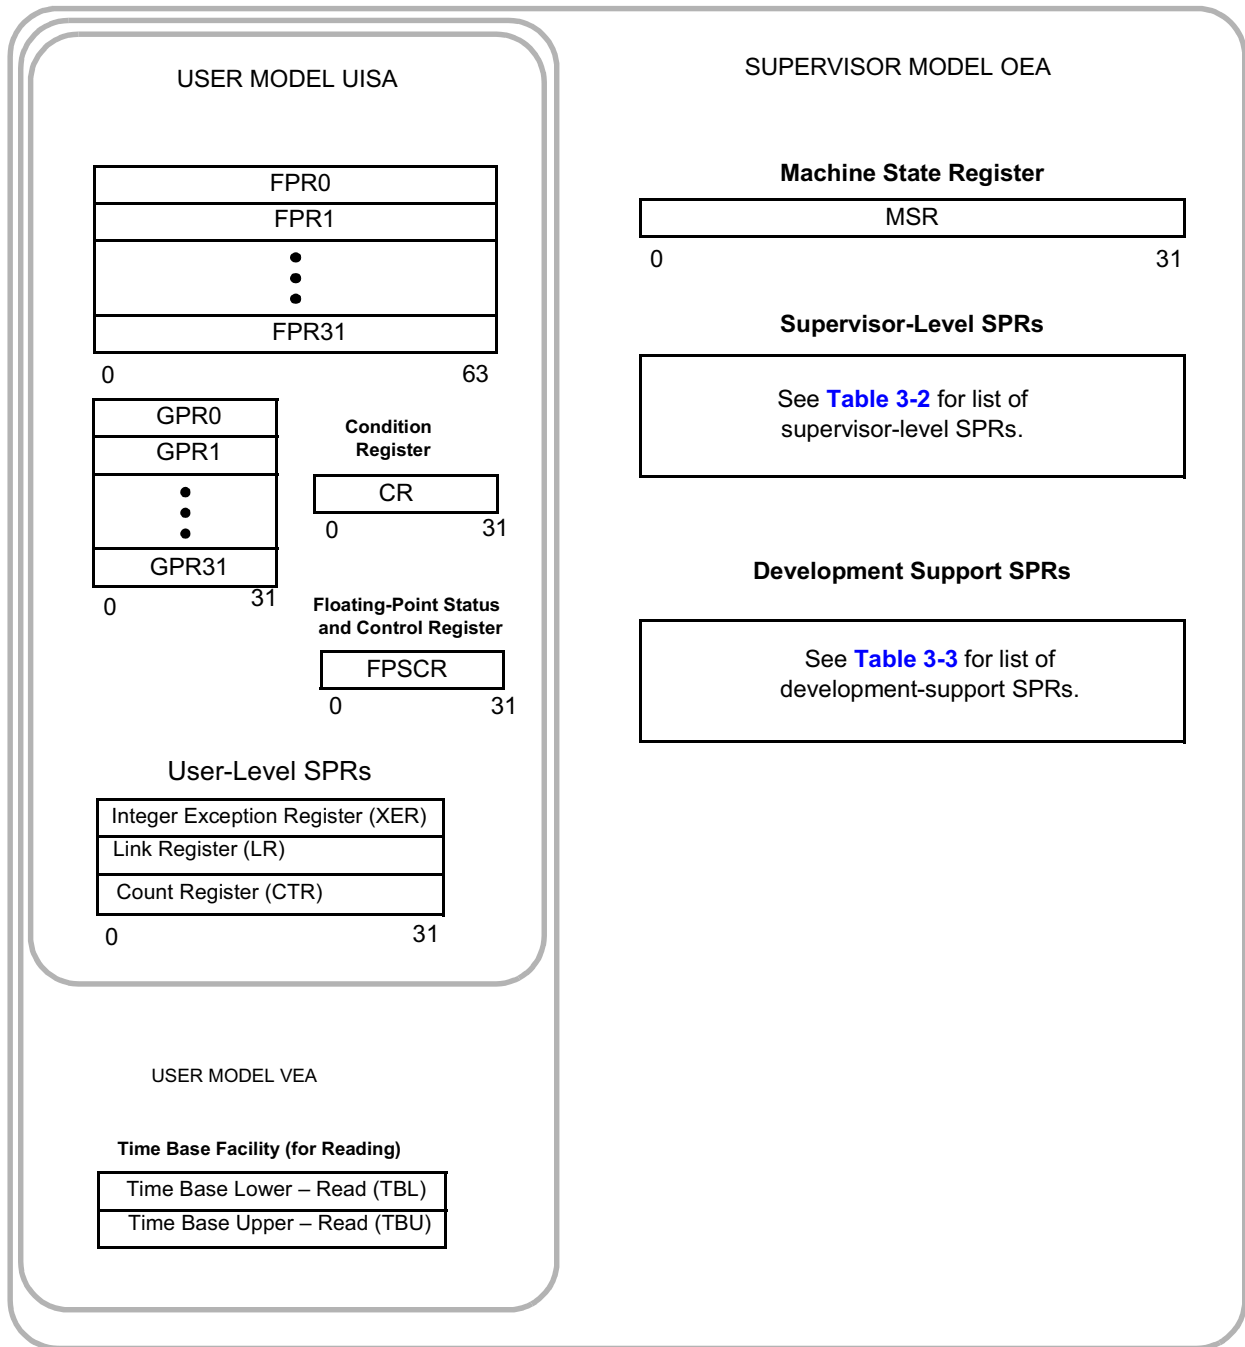 USER MODEL UISA
FPR0
FPR1
FPR31
0 63
GPR0
GPR1
GPR31
0 31
Condition
Register
CR
0 31
Floating-Point Status
and Control Register
FPSCR
0 31
User-Level SPRs
Integer Exception Register (XER)
Link Register (LR)
Count Register (CTR)
0 31
USER MODEL VEA
Time Base Facility (for Reading)
Time Base Lower – Read (TBL)
Time Base Upper – Read (TBU)
SUPERVISOR MODEL OEA
Machine State Register
MSR
0 31
Supervisor-Level SPRs
See Table 3-2 for list of
supervisor-level SPRs.
Development Support SPRs
See Table 3-3 for list of
development-support SPRs.